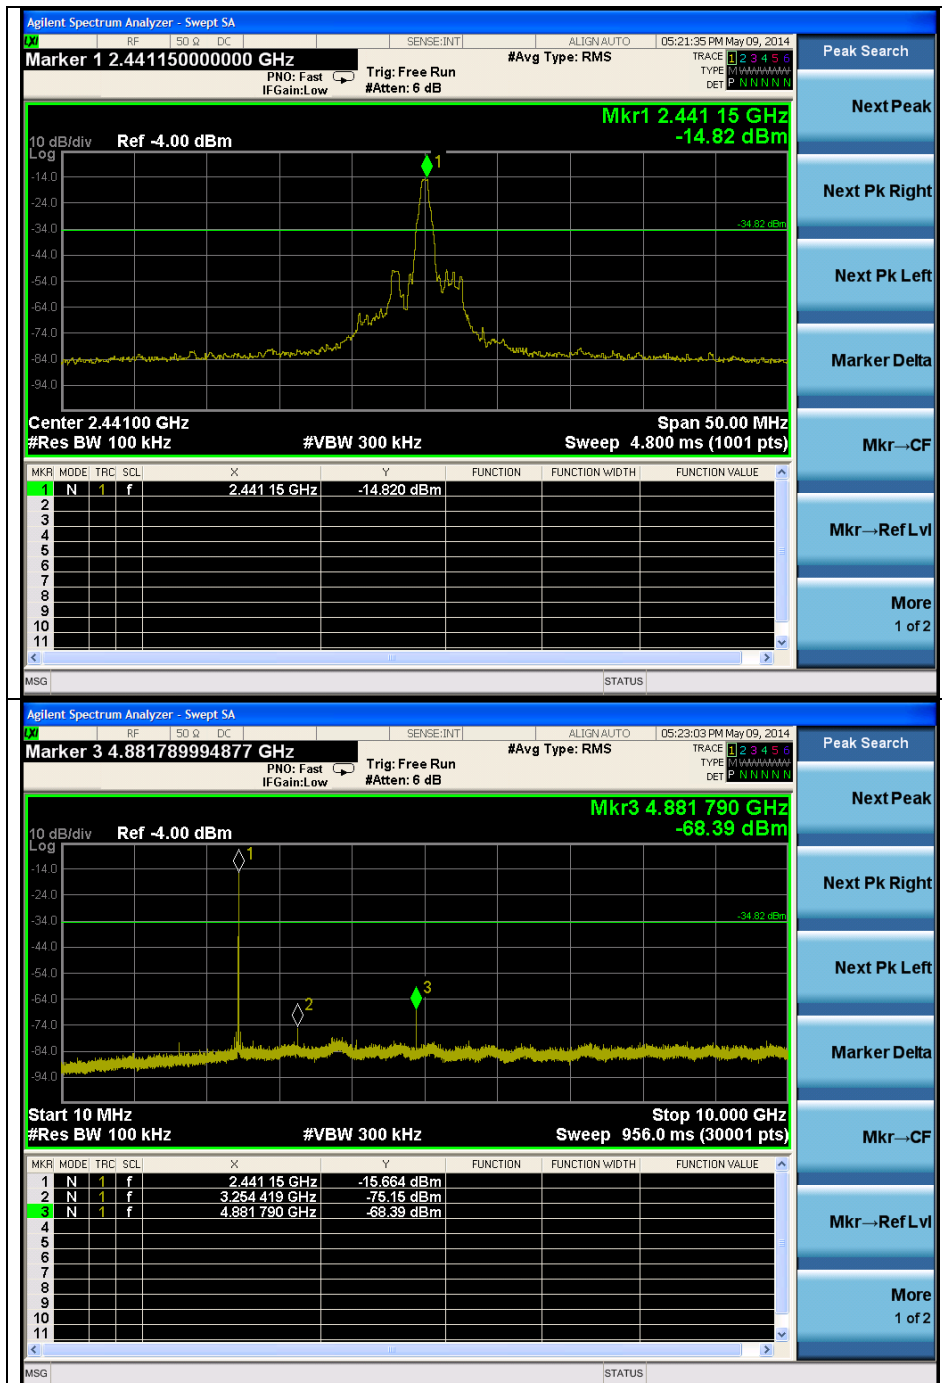 Agilent Spectrum Analyzer - Swept SA
LXI RF 50 Ω DC SENSE:INT ALIGNAUTO 05:21:35 PM May 09, 2014
Marker 1 2.441150000000 GHz #Avg Type: RMS TRACE 1 2 3 4 5 6
PNO: Fast Trig: Free Run TYPE
IFGain:Low #Atten: 6 dB DET P N N N N N
Peak Search
Next Peak
Next Pk Right
Next Pk Left
Marker Delta
Mkr→CF
Mkr→Ref Lvl
More
1 of 2
Mkr1 2.441 15 GHz
10 dB/div Ref -4.00 dBm -14.82 dBm
Log
1
-14.0
-24.0
-34.0
-34.82 dBm
-44.0
-54.0
-64.0
-74.0
-84.0
-94.0
Center 2.44100 GHz Span 50.00 MHz
#Res BW 100 kHz #VBW 300 kHz Sweep 4.800 ms (1001 pts)
MKR MODE TRC SCL X Y FUNCTION FUNCTION WIDTH FUNCTION VALUE
1 N 1 f 2.441 15 GHz -14.820 dBm
2
3
4
5
6
7
8
9
10
11
MSG STATUS
Agilent Spectrum Analyzer - Swept SA
LXI RF 50 Ω DC SENSE:INT ALIGNAUTO 05:23:03 PM May 09, 2014
Marker 3 4.881789994877 GHz #Avg Type: RMS TRACE 1 2 3 4 5 6
PNO: Fast Trig: Free Run TYPE
IFGain:Low #Atten: 6 dB DET P N N N N N
Peak Search
Next Peak
Next Pk Right
Next Pk Left
Marker Delta
Mkr→CF
Mkr→Ref Lvl
More
1 of 2
Mkr3 4.881 790 GHz
10 dB/div Ref -4.00 dBm -68.39 dBm
Log
1
-14.0
-24.0
-34.0
-34.82 dBm
-44.0
-54.0
3
-64.0
2
-74.0
-84.0
-94.0
Start 10 MHz Stop 10.000 GHz
#Res BW 100 kHz #VBW 300 kHz Sweep 956.0 ms (30001 pts)
MKR MODE TRC SCL X Y FUNCTION FUNCTION WIDTH FUNCTION VALUE
1 N 1 f 2.441 15 GHz -15.664 dBm
2 N 1 f 3.254 419 GHz -75.15 dBm
3 N 1 f 4.881 790 GHz -68.39 dBm
4
5
6
7
8
9
10
11
MSG STATUS